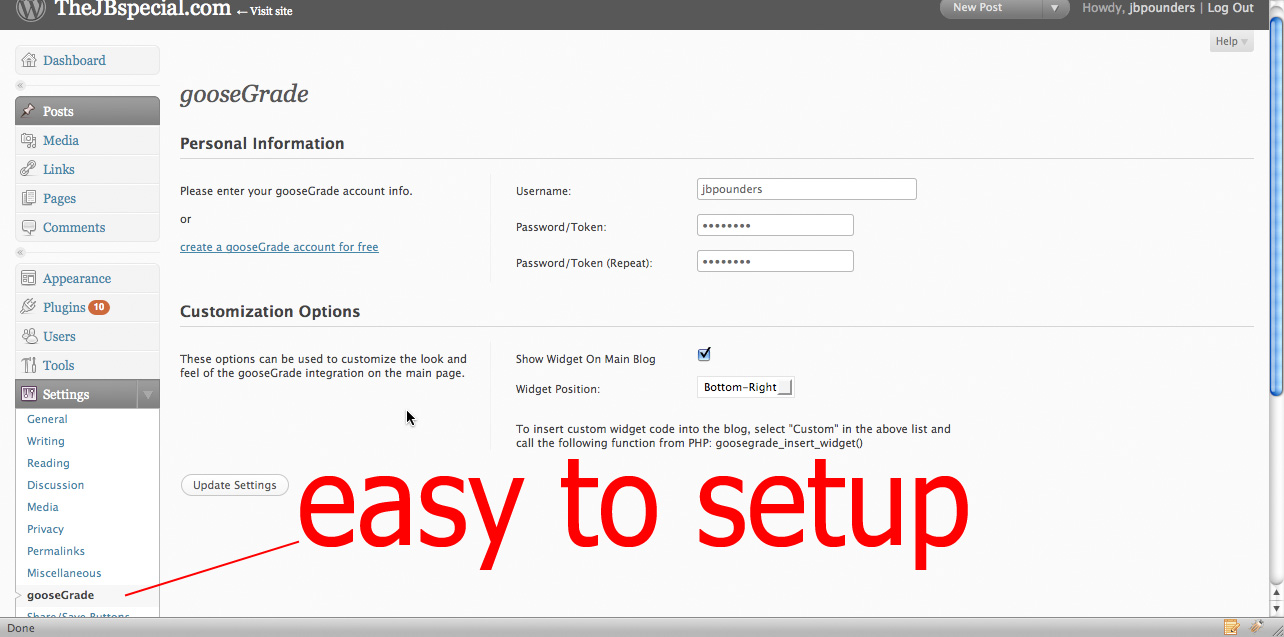 TheJBspecial.com ← Visit site
New Post
Howdy, jbpounders | Log Out
Help
Dashboard
Posts
Media
Links
Pages
Comments
Appearance
Plugins 10
Users
Tools
Settings
General
Writing
Reading
Discussion
Media
Privacy
Permalinks
Miscellaneous
gooseGrade
Share/Save Buttons
gooseGrade
Personal Information
Please enter your gooseGrade account info.
or
create a gooseGrade account for free
Username: jbpounders
Password/Token: ••••••••
Password/Token (Repeat): ••••••••
Customization Options
These options can be used to customize the look and
feel of the gooseGrade integration on the main page.
Show Widget On Main Blog
Widget Position: Bottom-Right
To insert custom widget code into the blog, select "Custom" in the above list and
call the following function from PHP: goosegrade_insert_widget()
Update Settings
easy to setup
Done